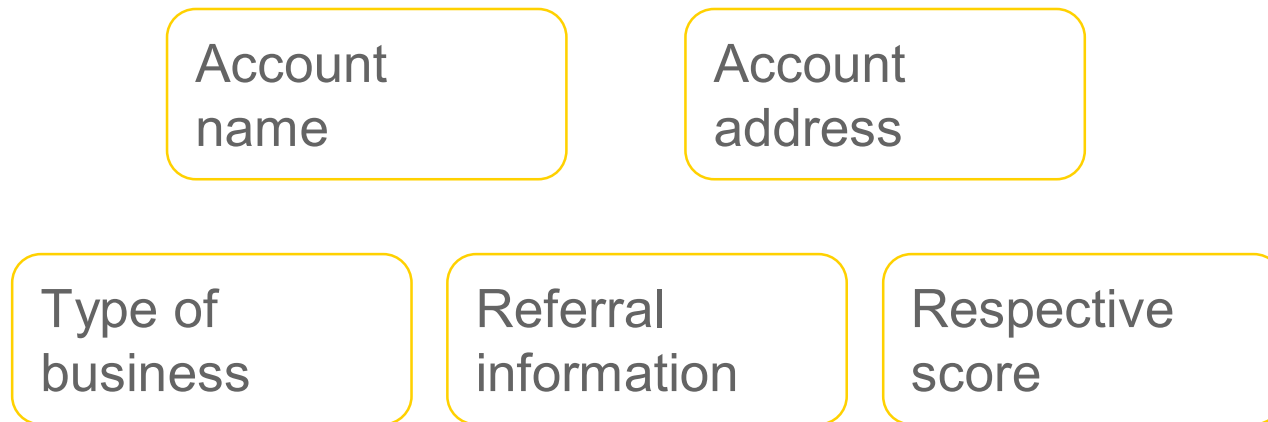 Account
name
Account
address
Type of
business
Referral
information
Respective
score